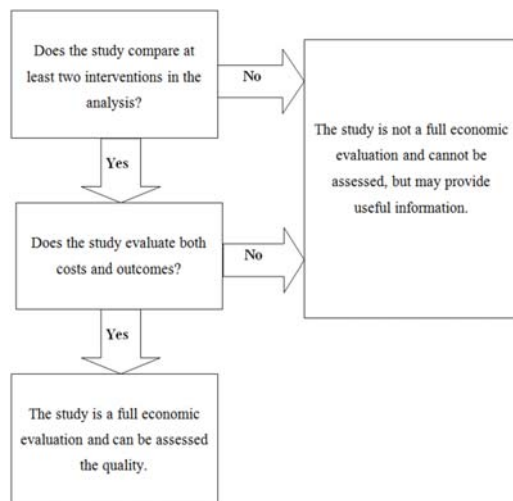 Does the study compare at
least two interventions in the
analysis?
No
The study is not a full economic
evaluation and cannot be
assessed, but may provide
useful information.
Yes
Does the study evaluate both
costs and outcomes?
No
Yes
The study is a full economic
evaluation and can be assessed
the quality.